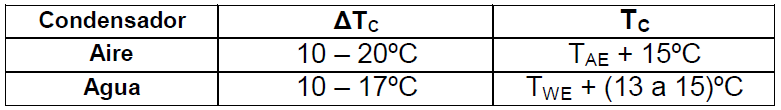 Condensador ΔTC TC
Aire 10 – 20ºC TAE + 15ºC
Agua 10 – 17ºC TWE + (13 a 15)ºC